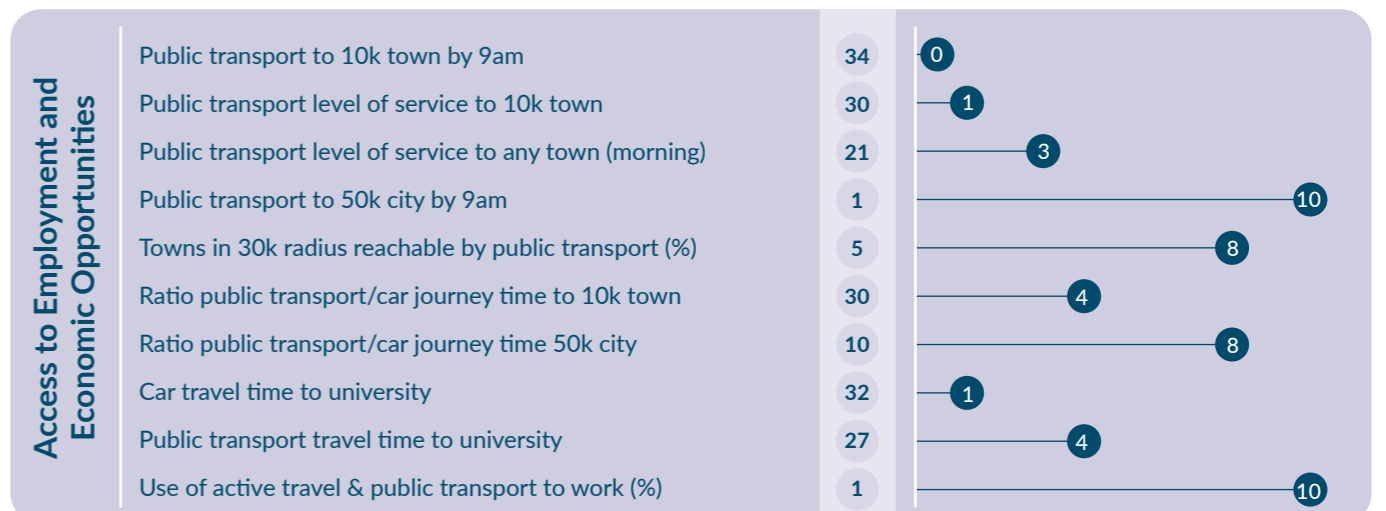 Access to Employment and
Economic Opportunities
Public transport to 10k town by 9am 34 0
Public transport level of service to 10k town 30 1
Public transport level of service to any town (morning) 21 3
Public transport to 50k city by 9am 1 10
Towns in 30k radius reachable by public transport (%) 5 8
Ratio public transport/car journey time to 10k town 30 4
Ratio public transport/car journey time 50k city 10 8
Car travel time to university 32 1
Public transport travel time to university 27 4
Use of active travel & public transport to work (%) 1 10